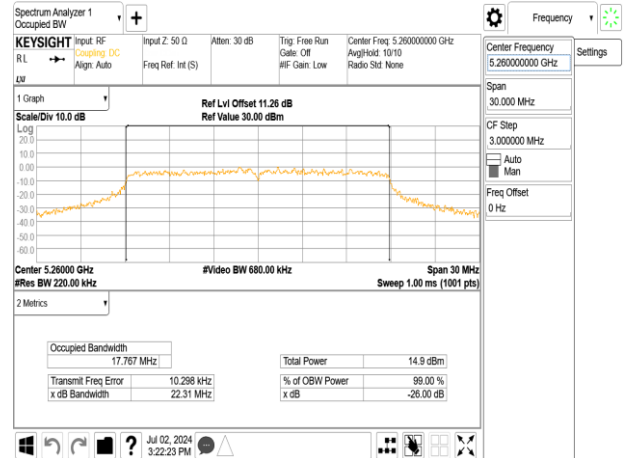 Spectrum Analyzer 1
Occupied BW
+
Frequency
KEYSIGHT
Input: RF
Coupling: DC
Align: Auto
Input Z: 50 Ω
Freq Ref: Int (S)
Atten: 30 dB
Trig: Free Run
Gate: Off
#IF Gain: Low
Center Freq: 5.260000000 GHz
Avg|Hold: 10/10
Radio Std: None
R L
LXI
Center Frequency
5.260000000 GHz
Settings
Span
30.000 MHz
CF Step
3.000000 MHz
Auto
Man
Freq Offset
0 Hz
1 Graph
Scale/Div 10.0 dB
Ref Lvl Offset 11.26 dB
Ref Value 30.00 dBm
Log
20.0
10.0
0.00
-10.0
-20.0
-30.0
-40.0
-50.0
-60.0
Center 5.26000 GHz
#Video BW 680.00 kHz
Span 30 MHz
#Res BW 220.00 kHz
Sweep 1.00 ms (1001 pts)
2 Metrics
Occupied Bandwidth
17.767 MHz
Total Power 14.9 dBm
Transmit Freq Error 10.298 kHz
% of OBW Power 99.00 %
x dB Bandwidth 22.31 MHz
x dB -26.00 dB
?
Jul 02, 2024
3:22:23 PM